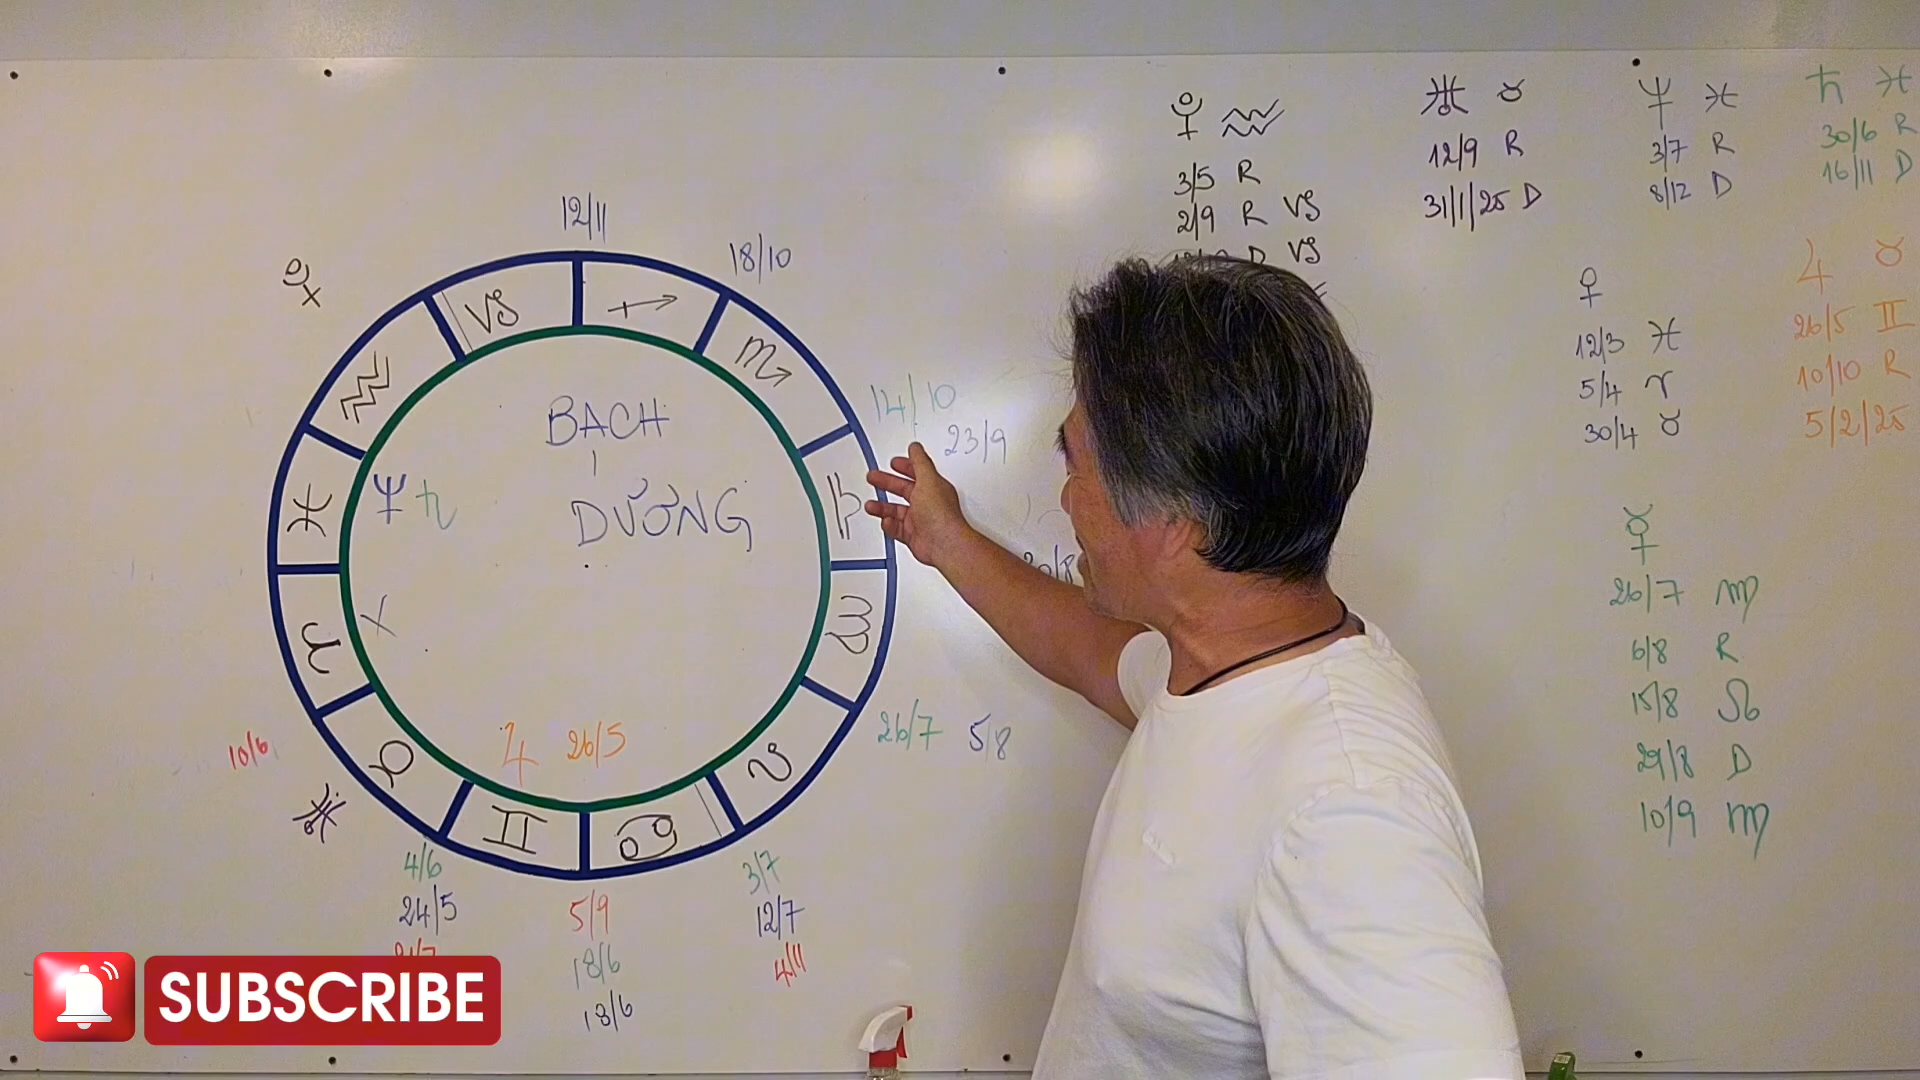 12/11
18/10
BẠCH
DƯƠNG
14/10
23/9
♆ ♄
♃ 26/5
10/6
26/7 5/8
4/6
24/5
5/9
18/6
18/6
3/7
12/7
4/11
♒
3/5 R
2/9 R ♑
D ♑
♅ ♉
12/9 R
31/1/25 D
♆ ♓
3/7 R
8/12 D
♄ ♓
30/6 R
16/11 D
♀
12/3 ♓
5/4 ♈
30/4 ♉
♃ ♉
26/5 ♊
10/10 R
5/2/25
☿
26/7 ♍
6/8 R
15/8 ♌
29/8 D
10/9 ♍
SUBSCRIBE